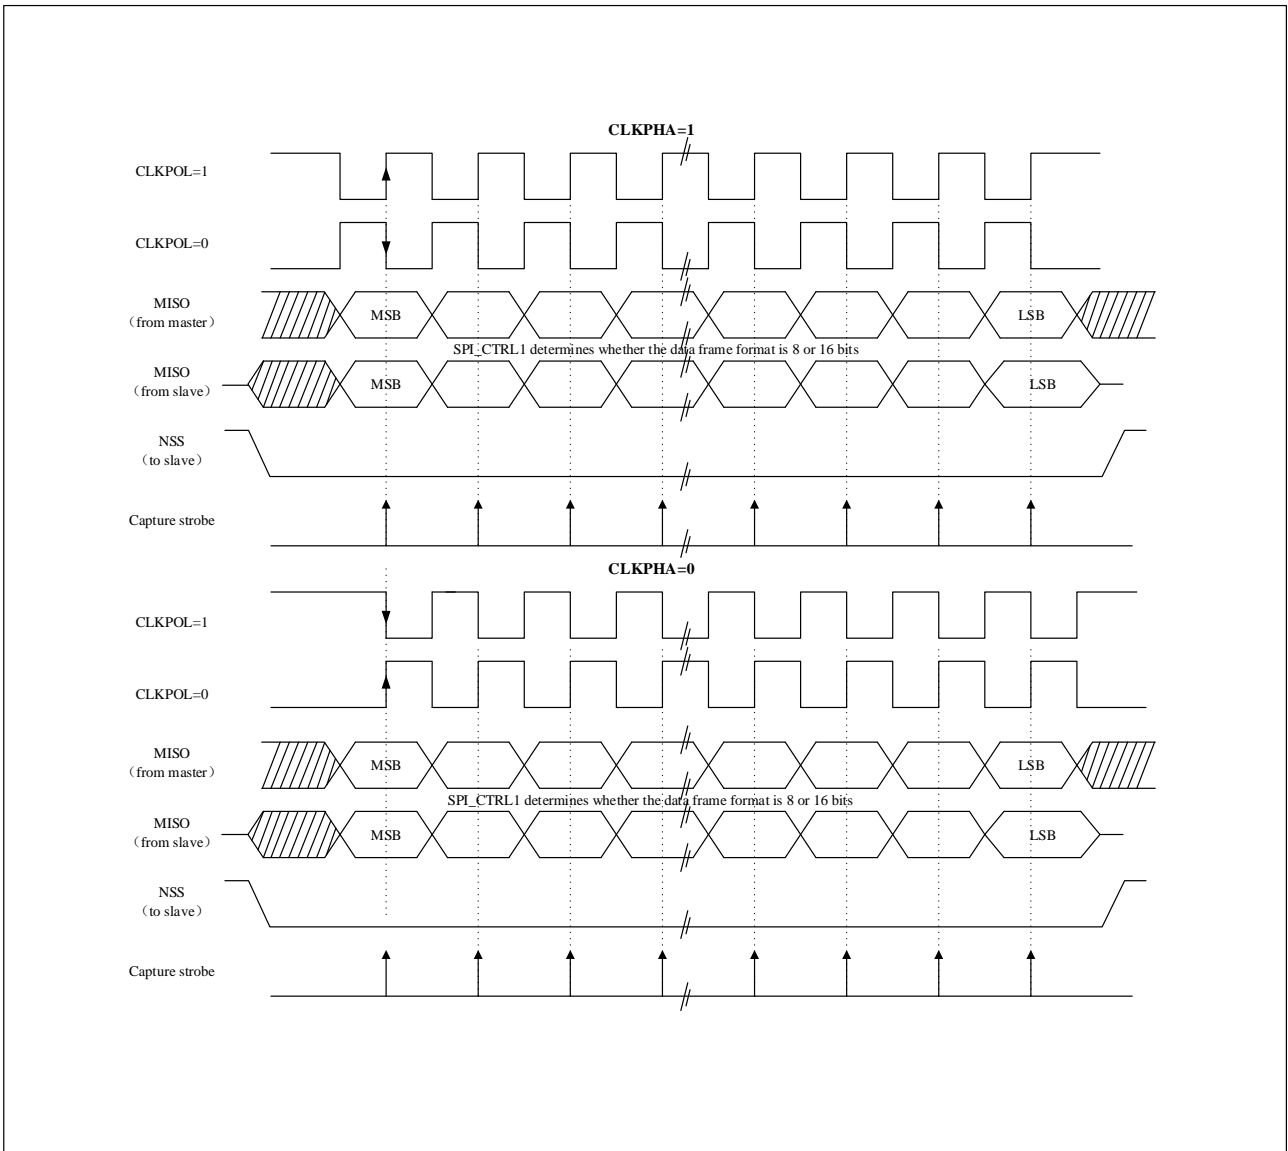 CLKPHA=1
CLKPOL=1
CLKPOL=0
MISO
（from master）
MSB
LSB
SPI_CTRL1 determines whether the data frame format is 8 or 16 bits
MISO
（from slave）
MSB
LSB
NSS
（to slave）
Capture strobe
CLKPHA=0
CLKPOL=1
CLKPOL=0
MISO
（from master）
MSB
LSB
SPI_CTRL1 determines whether the data frame format is 8 or 16 bits
MISO
（from slave）
MSB
LSB
NSS
（to slave）
Capture strobe